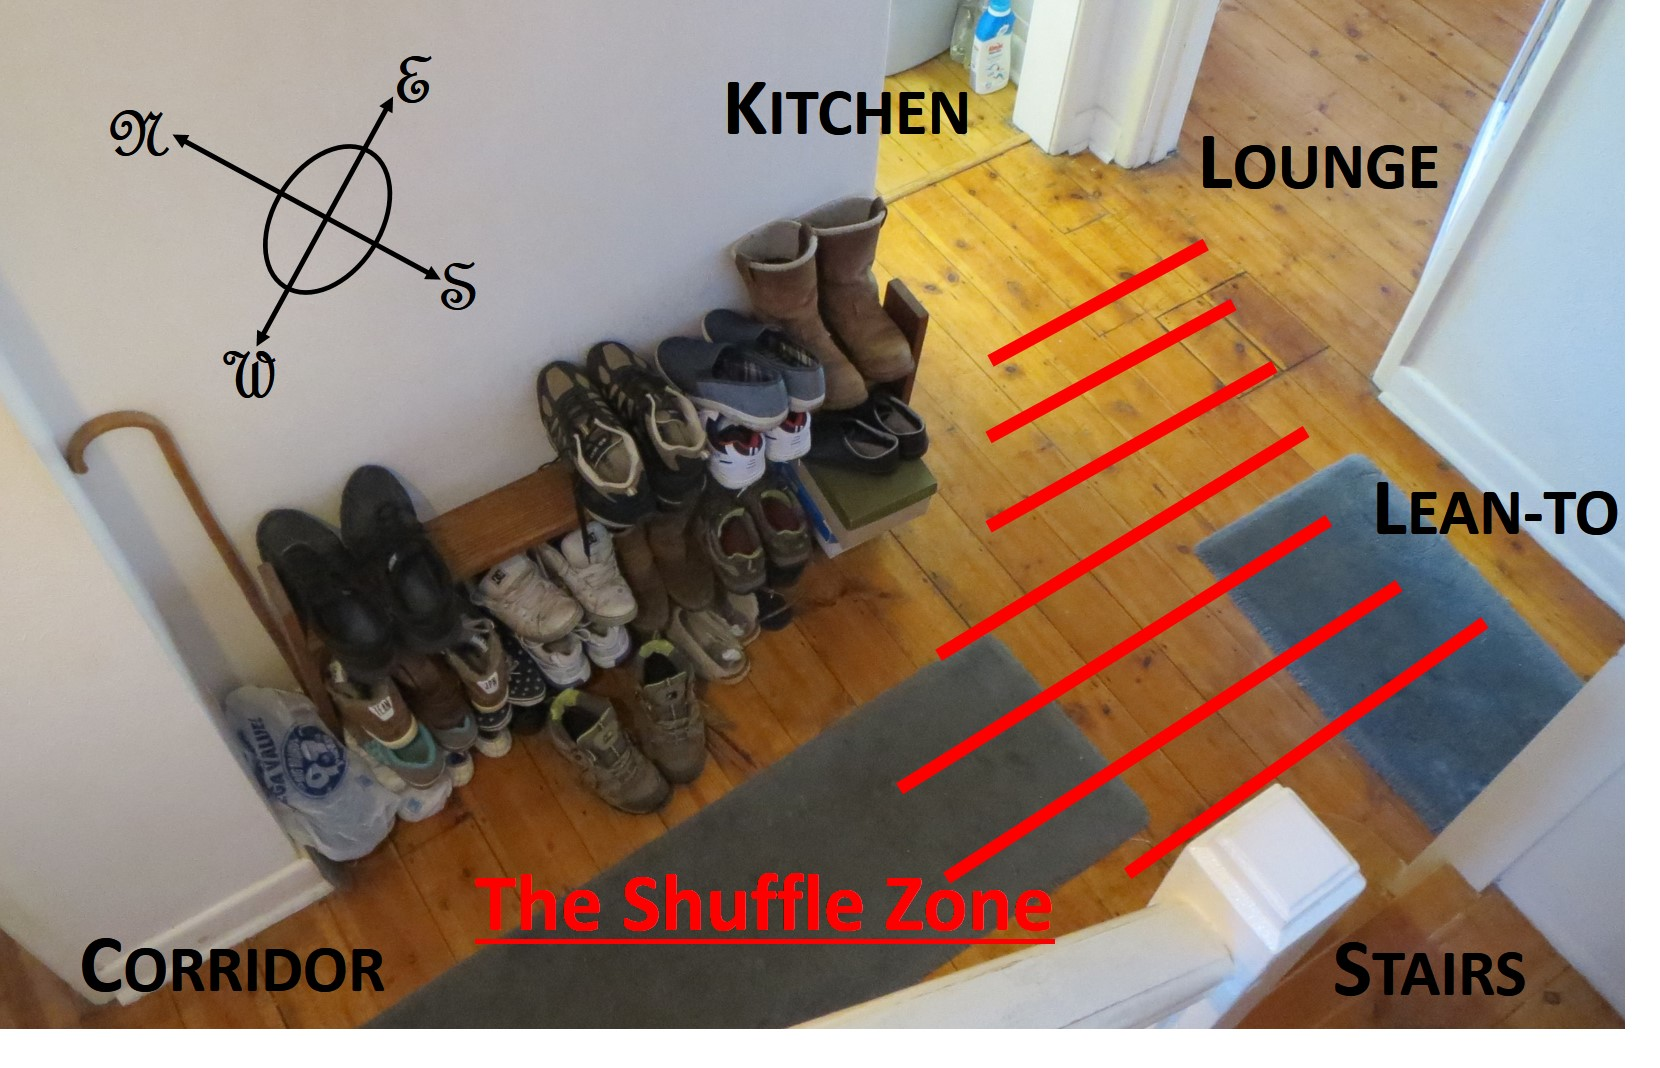 E
N
S
W
KITCHEN
LOUNGE
LEAN-TO
The Shuffle Zone
CORRIDOR
STAIRS